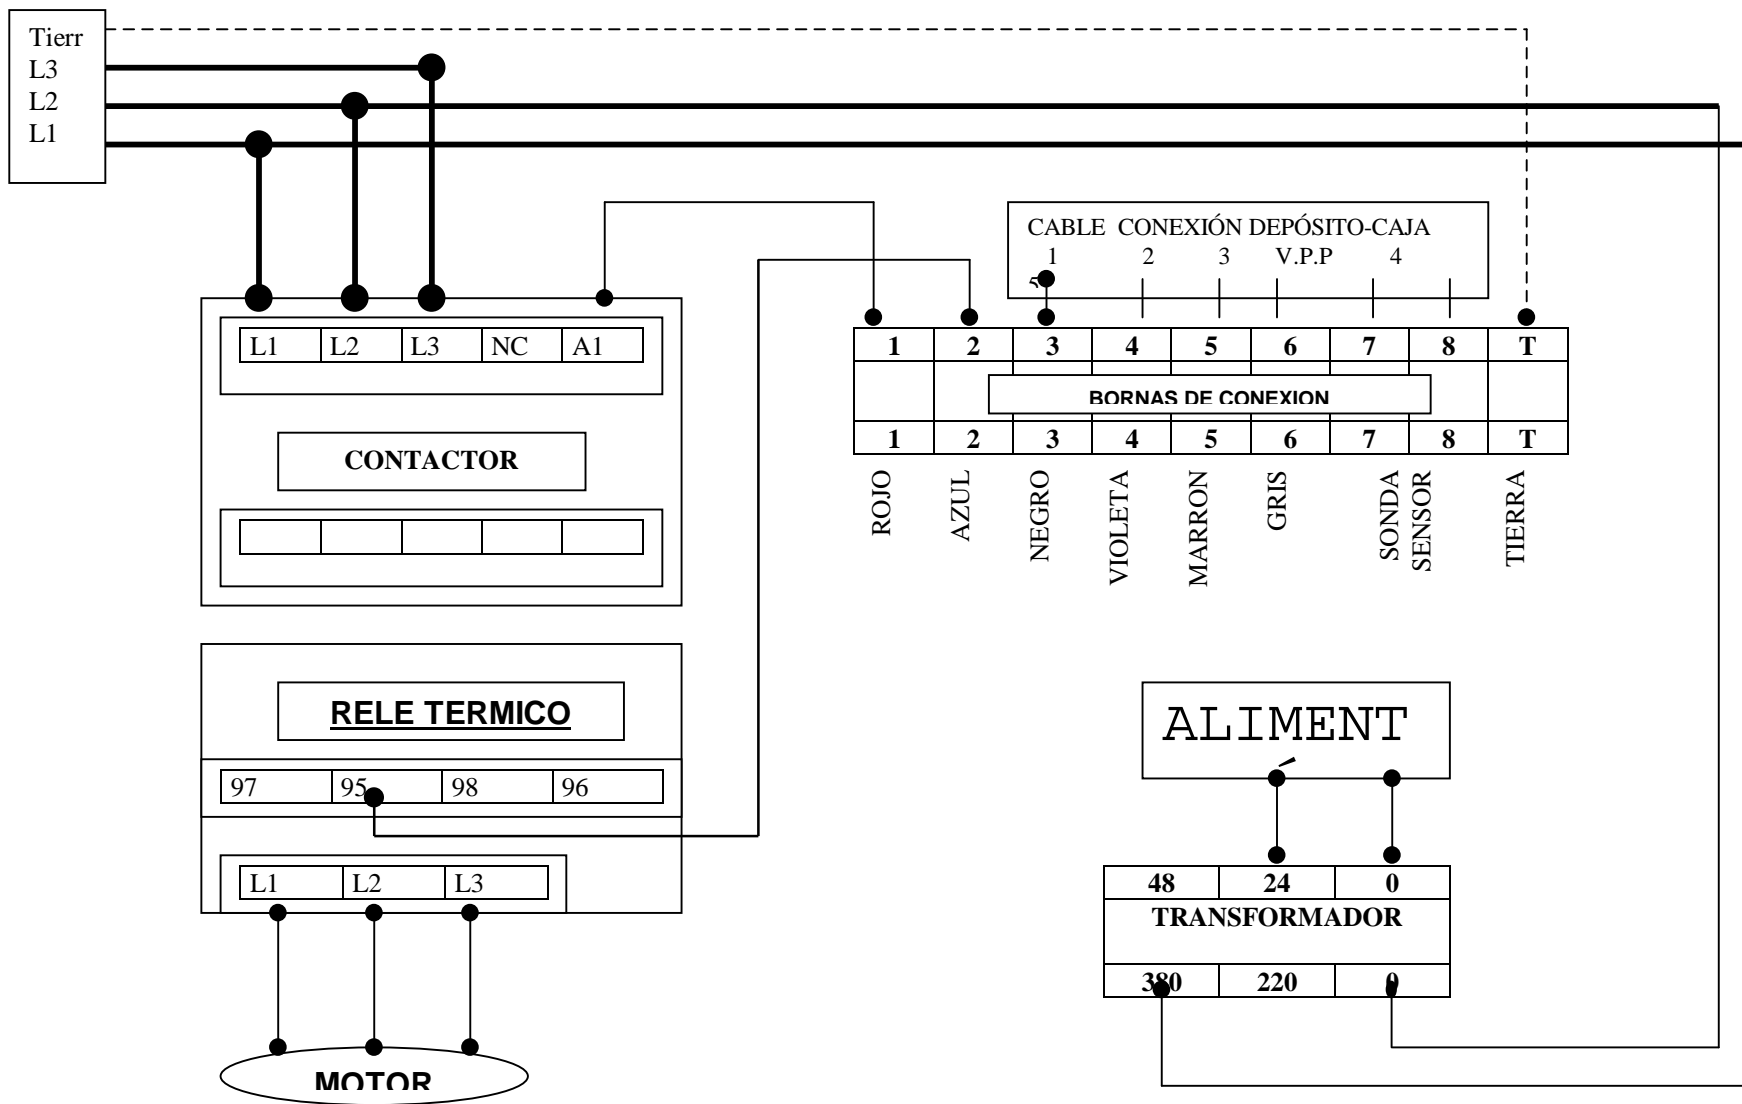 Tierr
L3
L2
L1
CABLE CONEXIÓN DEPÓSITO-CAJA
1 2 3 V.P.P 4
5
L1 L2 L3 NC A1
1 2 3 4 5 6 7 8 T
BORNAS DE CONEXION
1 2 3 4 5 6 7 8 T
CONTACTOR
ROJO
AZUL
NEGRO
VIOLETA
MARRON
GRIS
SONDA
SENSOR
TIERRA
RELE TERMICO
97 95 98 96
L1 L2 L3
MOTOR
ALIMENT
48 24 0
TRANSFORMADOR
380 220 0